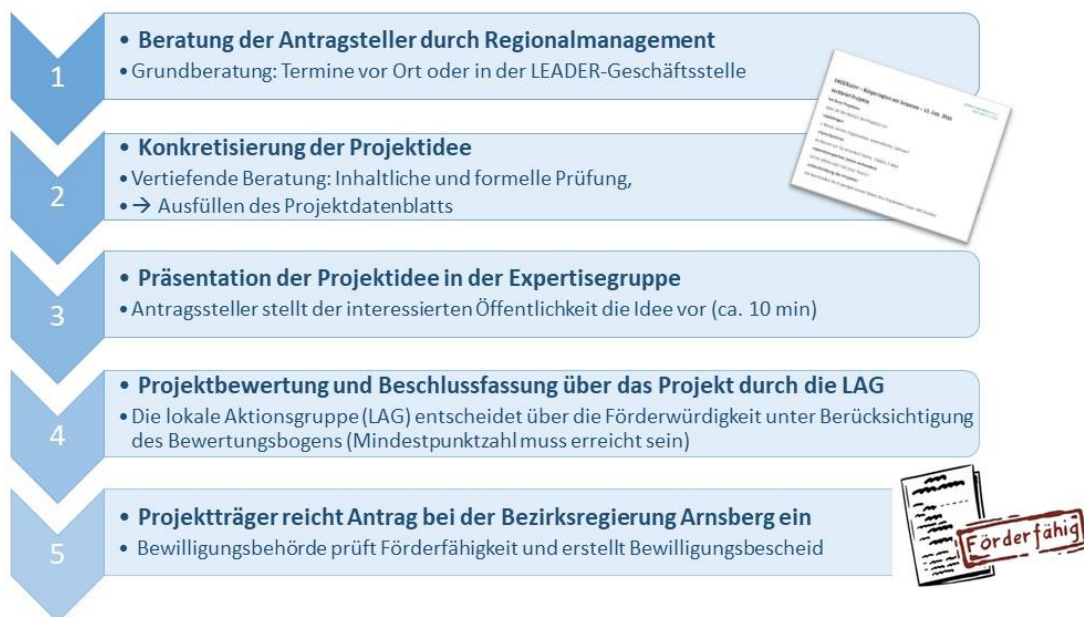 1
• Beratung der Antragsteller durch Regionalmanagement
• Grundberatung: Termine vor Ort oder in der LEADER-Geschäftsstelle
2
• Konkretisierung der Projektidee
• Vertiefende Beratung: Inhaltliche und formelle Prüfung,
• → Ausfüllen des Projektdatenblatts
3
• Präsentation der Projektidee in der Expertisegruppe
• Antragssteller stellt der interessierten Öffentlichkeit die Idee vor (ca. 10 min)
4
• Projektbewertung und Beschlussfassung über das Projekt durch die LAG
• Die lokale Aktionsgruppe (LAG) entscheidet über die Förderwürdigkeit unter Berücksichtigung
des Bewertungsbogens (Mindestpunktzahl muss erreicht sein)
5
• Projektträger reicht Antrag bei der Bezirksregierung Arnsberg ein
• Bewilligungsbehörde prüft Förderfähigkeit und erstellt Bewilligungsbescheid
Förderfähig